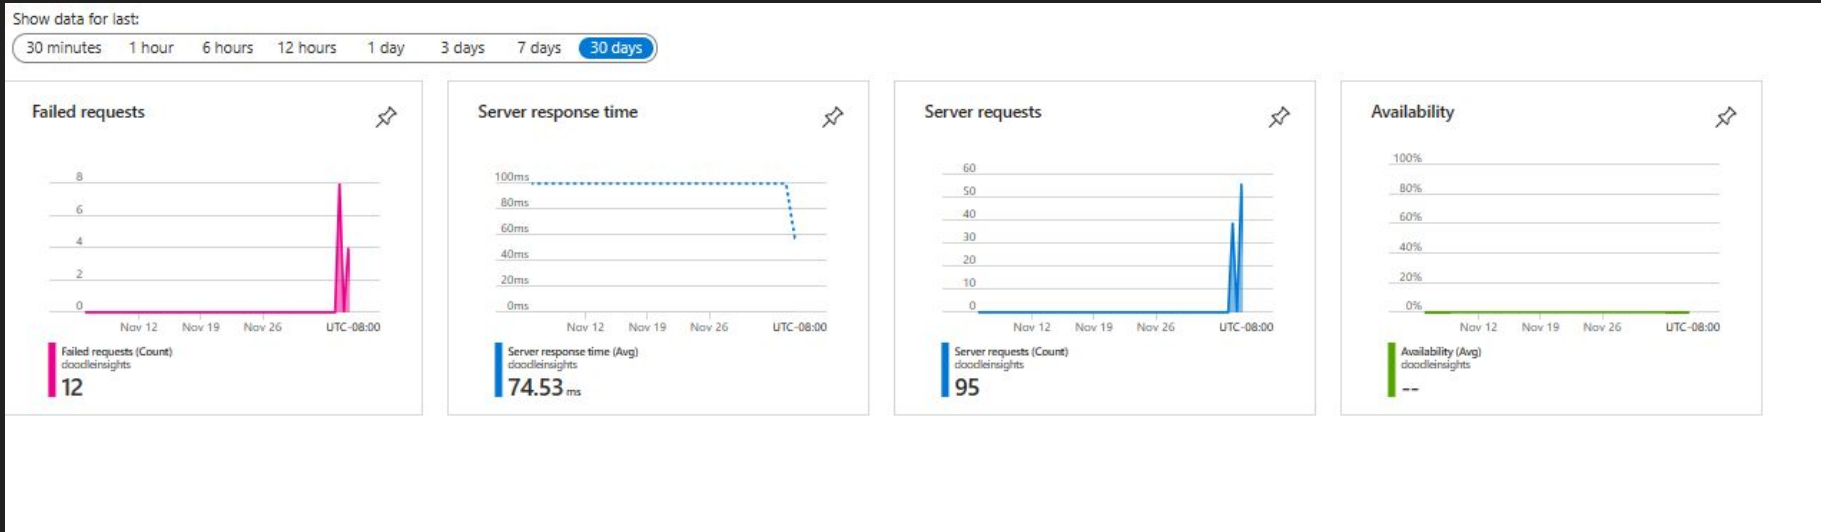 Show data for last:
30 minutes 1 hour 6 hours 12 hours 1 day 3 days 7 days 30 days
Failed requests
8
6
4
2
0
Nov 12 Nov 19 Nov 26 UTC-08:00
Failed requests (Count)
doodleinsights
12
Server response time
100ms
80ms
60ms
40ms
20ms
0ms
Nov 12 Nov 19 Nov 26 UTC-08:00
Server response time (Avg)
doodleinsights
74.53 ms
Server requests
60
50
40
30
20
10
0
Nov 12 Nov 19 Nov 26 UTC-08:00
Server requests (Count)
doodleinsights
95
Availability
100%
80%
60%
40%
20%
0%
Nov 12 Nov 19 Nov 26 UTC-08:00
Availability (Avg)
doodleinsights
--